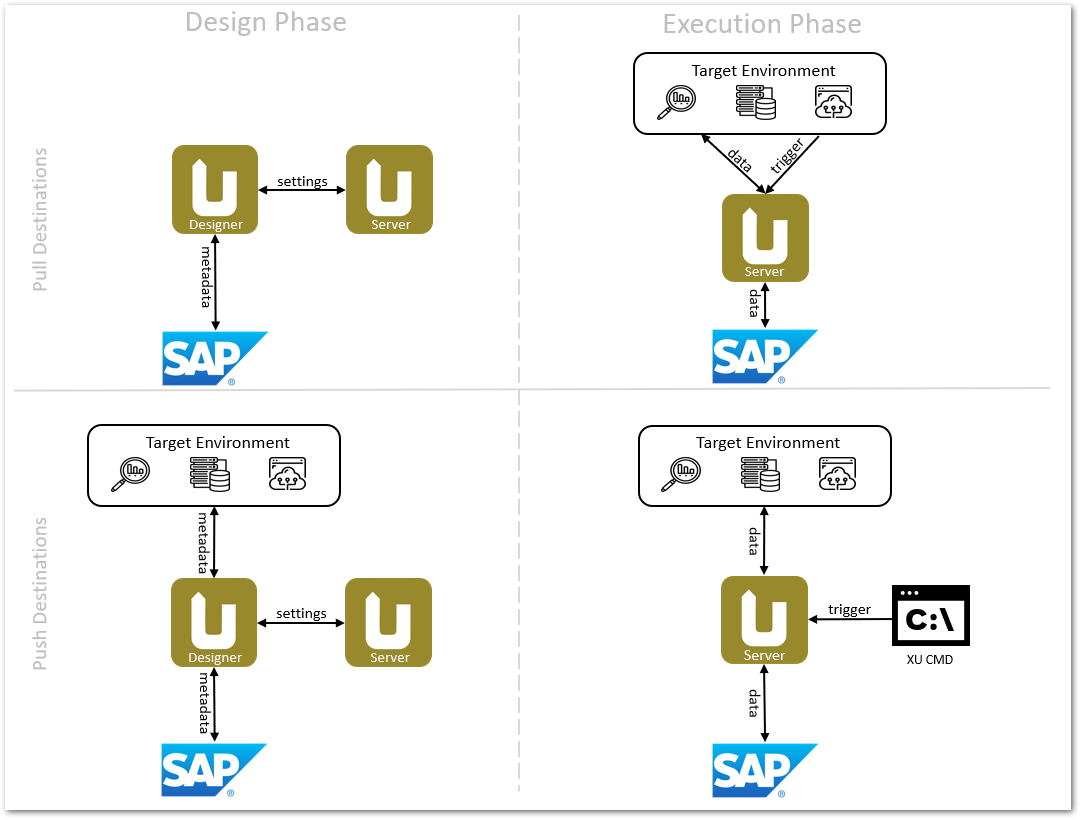 Design Phase
Execution Phase
Pull Destinations
Designer
settings
Server
metadata
SAP®
Target Environment
data
trigger
Server
data
SAP®
Push Destinations
Target Environment
metadata
Designer
settings
Server
metadata
SAP®
Target Environment
data
Server
trigger
C:\
XU CMD
data
SAP®